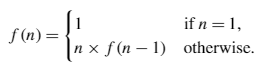 f(n) = { 1 if n = 1,
n × f(n − 1) otherwise.